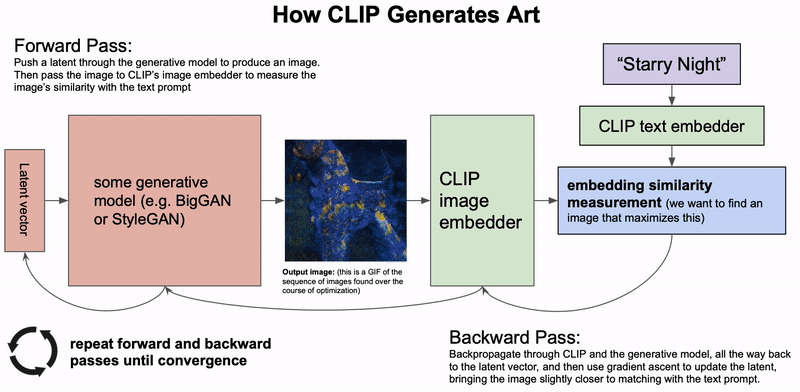 How CLIP Generates Art
Forward Pass:
Push a latent through the generative model to produce an image.
Then pass the image to CLIP's image embedder to measure the
image's similarity with the text prompt
“Starry Night”
CLIP text embedder
Latent vector
some generative
model (e.g. BigGAN
or StyleGAN)
CLIP
image
embedder
embedding similarity
measurement (we want to find an
image that maximizes this)
Output image: (this is a GIF of the
sequence of images found over the
course of optimization)
repeat forward and backward
passes until convergence
Backward Pass:
Backpropagate through CLIP and the generative model, all the way back
to the latent vector, and then use gradient ascent to update the latent,
bringing the image slightly closer to matching with the text prompt.